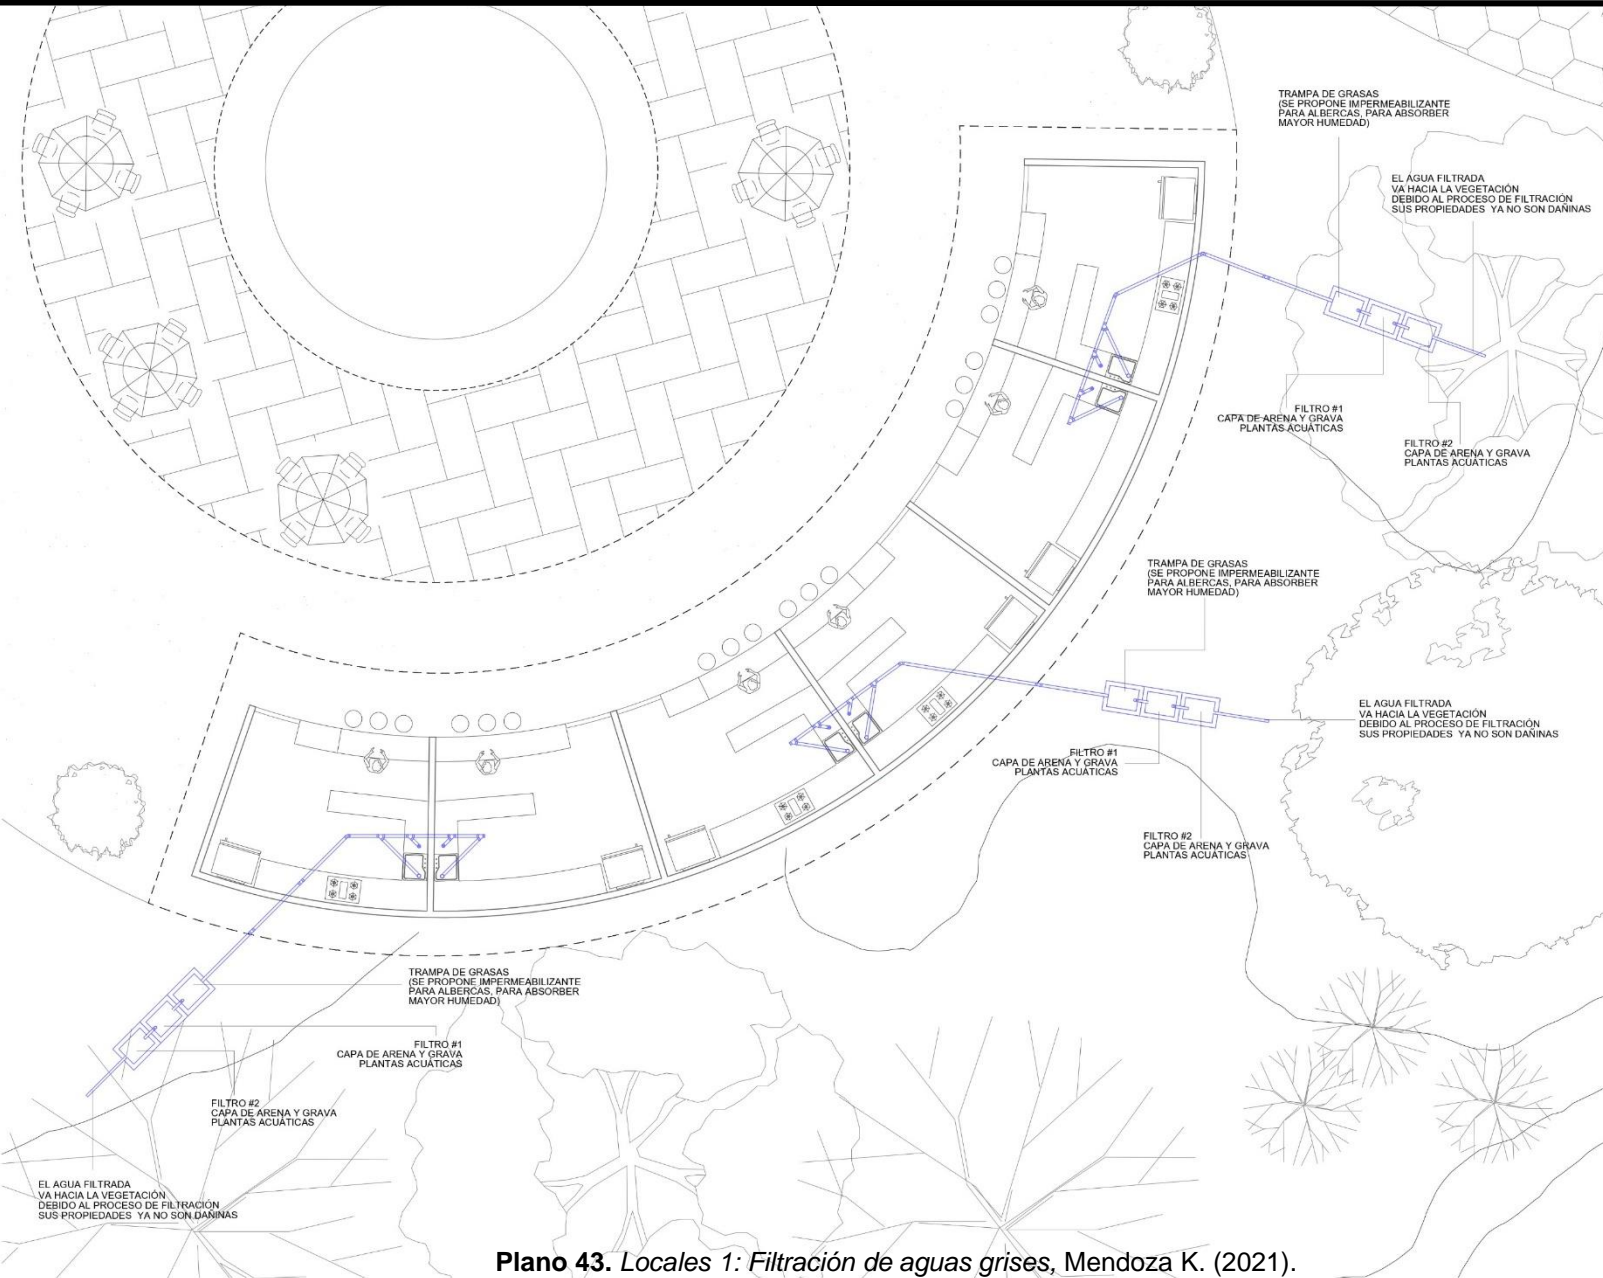 TRAMPA DE GRASAS
(SE PROPONE IMPERMEABILIZANTE
PARA ALBERCAS, PARA ABSORBER
MAYOR HUMEDAD)
EL AGUA FILTRADA
VA HACIA LA VEGETACIÓN
DEBIDO AL PROCESO DE FILTRACIÓN
SUS PROPIEDADES YA NO SON DAÑINAS
FILTRO #1
CAPA DE ARENA Y GRAVA
PLANTAS ACUÁTICAS
FILTRO #2
CAPA DE ARENA Y GRAVA
PLANTAS ACUÁTICAS
TRAMPA DE GRASAS
(SE PROPONE IMPERMEABILIZANTE
PARA ALBERCAS, PARA ABSORBER
MAYOR HUMEDAD)
EL AGUA FILTRADA
VA HACIA LA VEGETACIÓN
DEBIDO AL PROCESO DE FILTRACIÓN
SUS PROPIEDADES YA NO SON DAÑINAS
FILTRO #1
CAPA DE ARENA Y GRAVA
PLANTAS ACUÁTICAS
FILTRO #2
CAPA DE ARENA Y GRAVA
PLANTAS ACUÁTICAS
TRAMPA DE GRASAS
(SE PROPONE IMPERMEABILIZANTE
PARA ALBERCAS, PARA ABSORBER
MAYOR HUMEDAD)
FILTRO #1
CAPA DE ARENA Y GRAVA
PLANTAS ACUÁTICAS
FILTRO #2
CAPA DE ARENA Y GRAVA
PLANTAS ACUÁTICAS
EL AGUA FILTRADA
VA HACIA LA VEGETACIÓN
DEBIDO AL PROCESO DE FILTRACIÓN
SUS PROPIEDADES YA NO SON DAÑINAS
Plano 43. Locales 1: Filtración de aguas grises, Mendoza K. (2021).